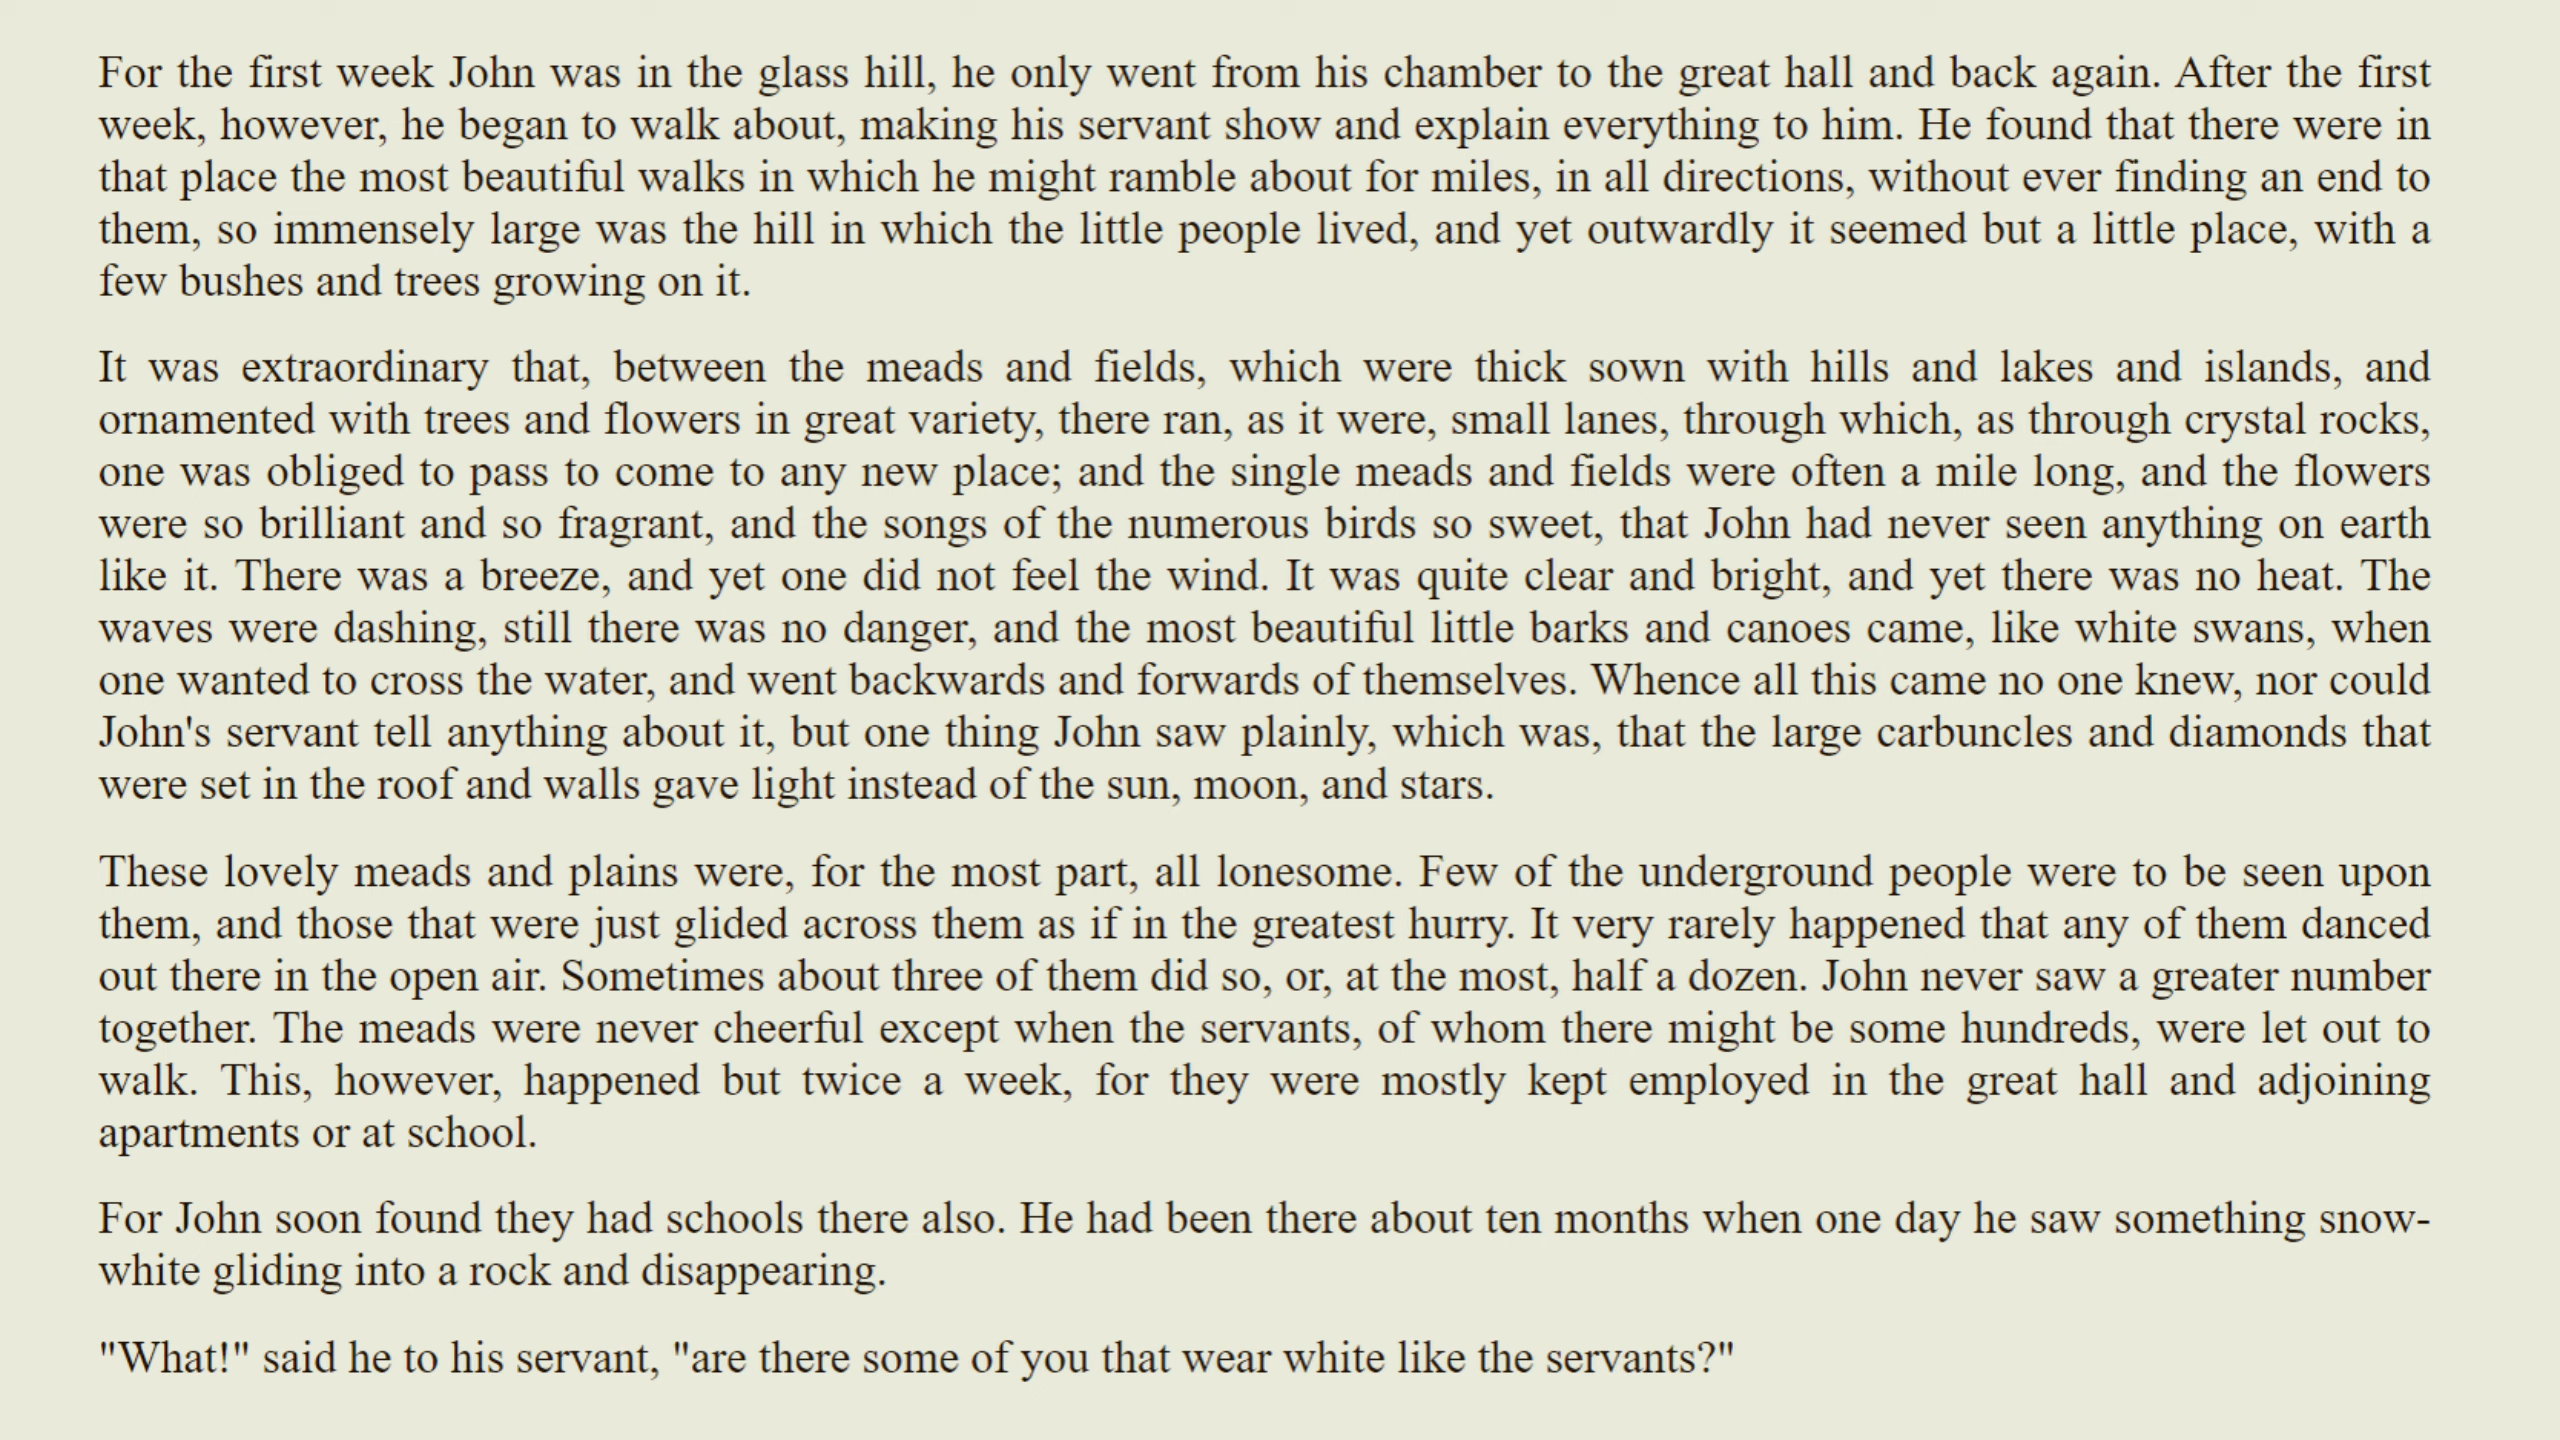 For the first week John was in the glass hill, he only went from his chamber to the great hall and back again. After the first
week, however, he began to walk about, making his servant show and explain everything to him. He found that there were in
that place the most beautiful walks in which he might ramble about for miles, in all directions, without ever finding an end to
them, so immensely large was the hill in which the little people lived, and yet outwardly it seemed but a little place, with a
few bushes and trees growing on it.
It was extraordinary that, between the meads and fields, which were thick sown with hills and lakes and islands, and
ornamented with trees and flowers in great variety, there ran, as it were, small lanes, through which, as through crystal rocks,
one was obliged to pass to come to any new place; and the single meads and fields were often a mile long, and the flowers
were so brilliant and so fragrant, and the songs of the numerous birds so sweet, that John had never seen anything on earth
like it. There was a breeze, and yet one did not feel the wind. It was quite clear and bright, and yet there was no heat. The
waves were dashing, still there was no danger, and the most beautiful little barks and canoes came, like white swans, when
one wanted to cross the water, and went backwards and forwards of themselves. Whence all this came no one knew, nor could
John's servant tell anything about it, but one thing John saw plainly, which was, that the large carbuncles and diamonds that
were set in the roof and walls gave light instead of the sun, moon, and stars.
These lovely meads and plains were, for the most part, all lonesome. Few of the underground people were to be seen upon
them, and those that were just glided across them as if in the greatest hurry. It very rarely happened that any of them danced
out there in the open air. Sometimes about three of them did so, or, at the most, half a dozen. John never saw a greater number
together. The meads were never cheerful except when the servants, of whom there might be some hundreds, were let out to
walk. This, however, happened but twice a week, for they were mostly kept employed in the great hall and adjoining
apartments or at school.
For John soon found they had schools there also. He had been there about ten months when one day he saw something snow-
white gliding into a rock and disappearing.
"What!" said he to his servant, "are there some of you that wear white like the servants?"